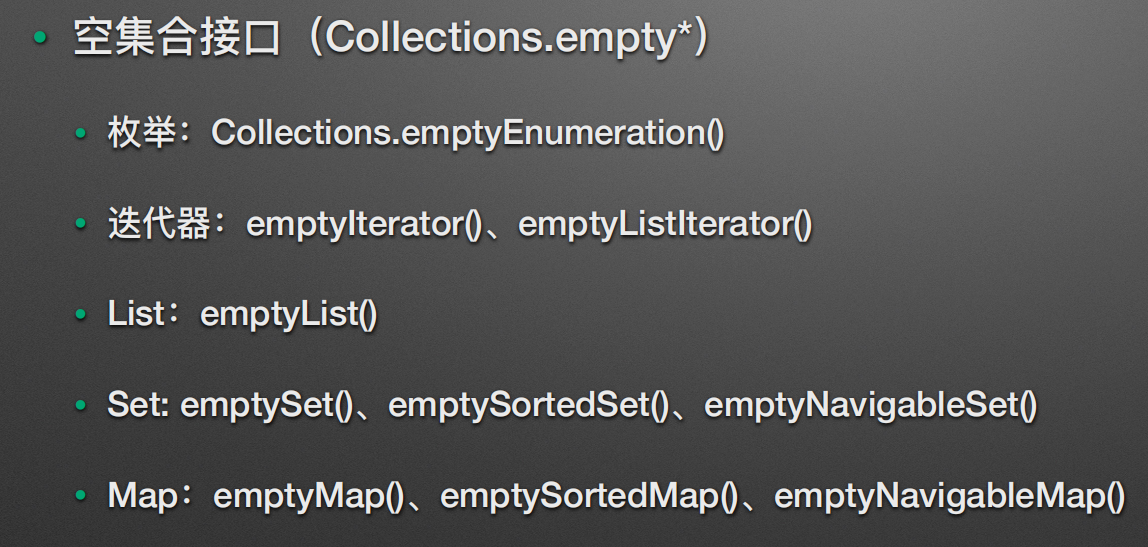 • 空集合接口（Collections.empty*）
• 枚举：Collections.emptyEnumeration()
• 迭代器：emptyIterator()、emptyListIterator()
• List：emptyList()
• Set: emptySet()、emptySortedSet()、emptyNavigableSet()
• Map：emptyMap()、emptySortedMap()、emptyNavigableMap()